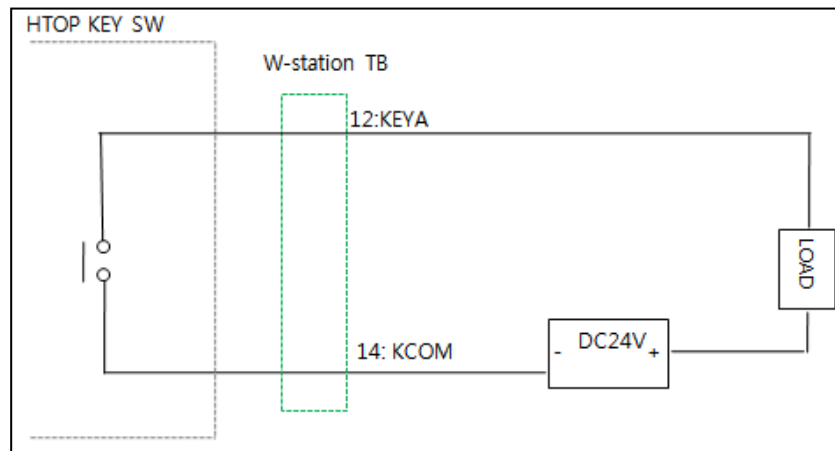 HTOP KEY SW
W-station TB
12:KEYA
LOAD
14: KCOM
- DC24V +